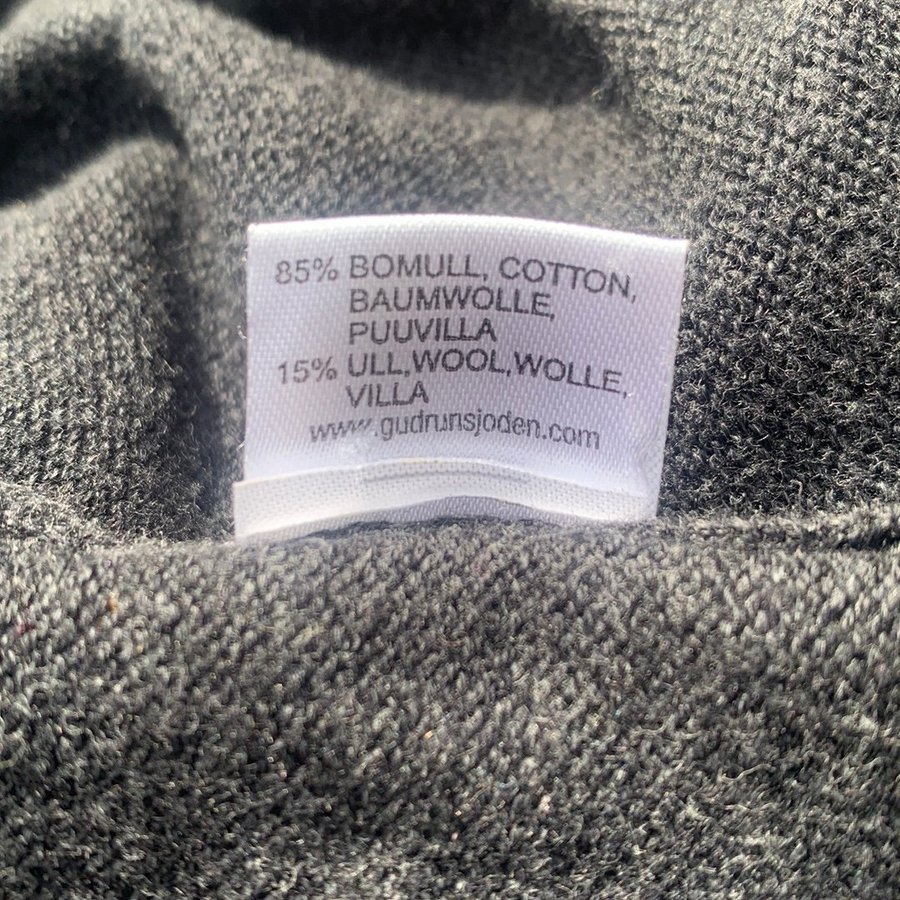 85% BOMULL, COTTON,
BAUMWOLLE,
PUUVILLA
15% ULL,WOOL,WOLLE,
VILLA
www.gudrunsjoden.com